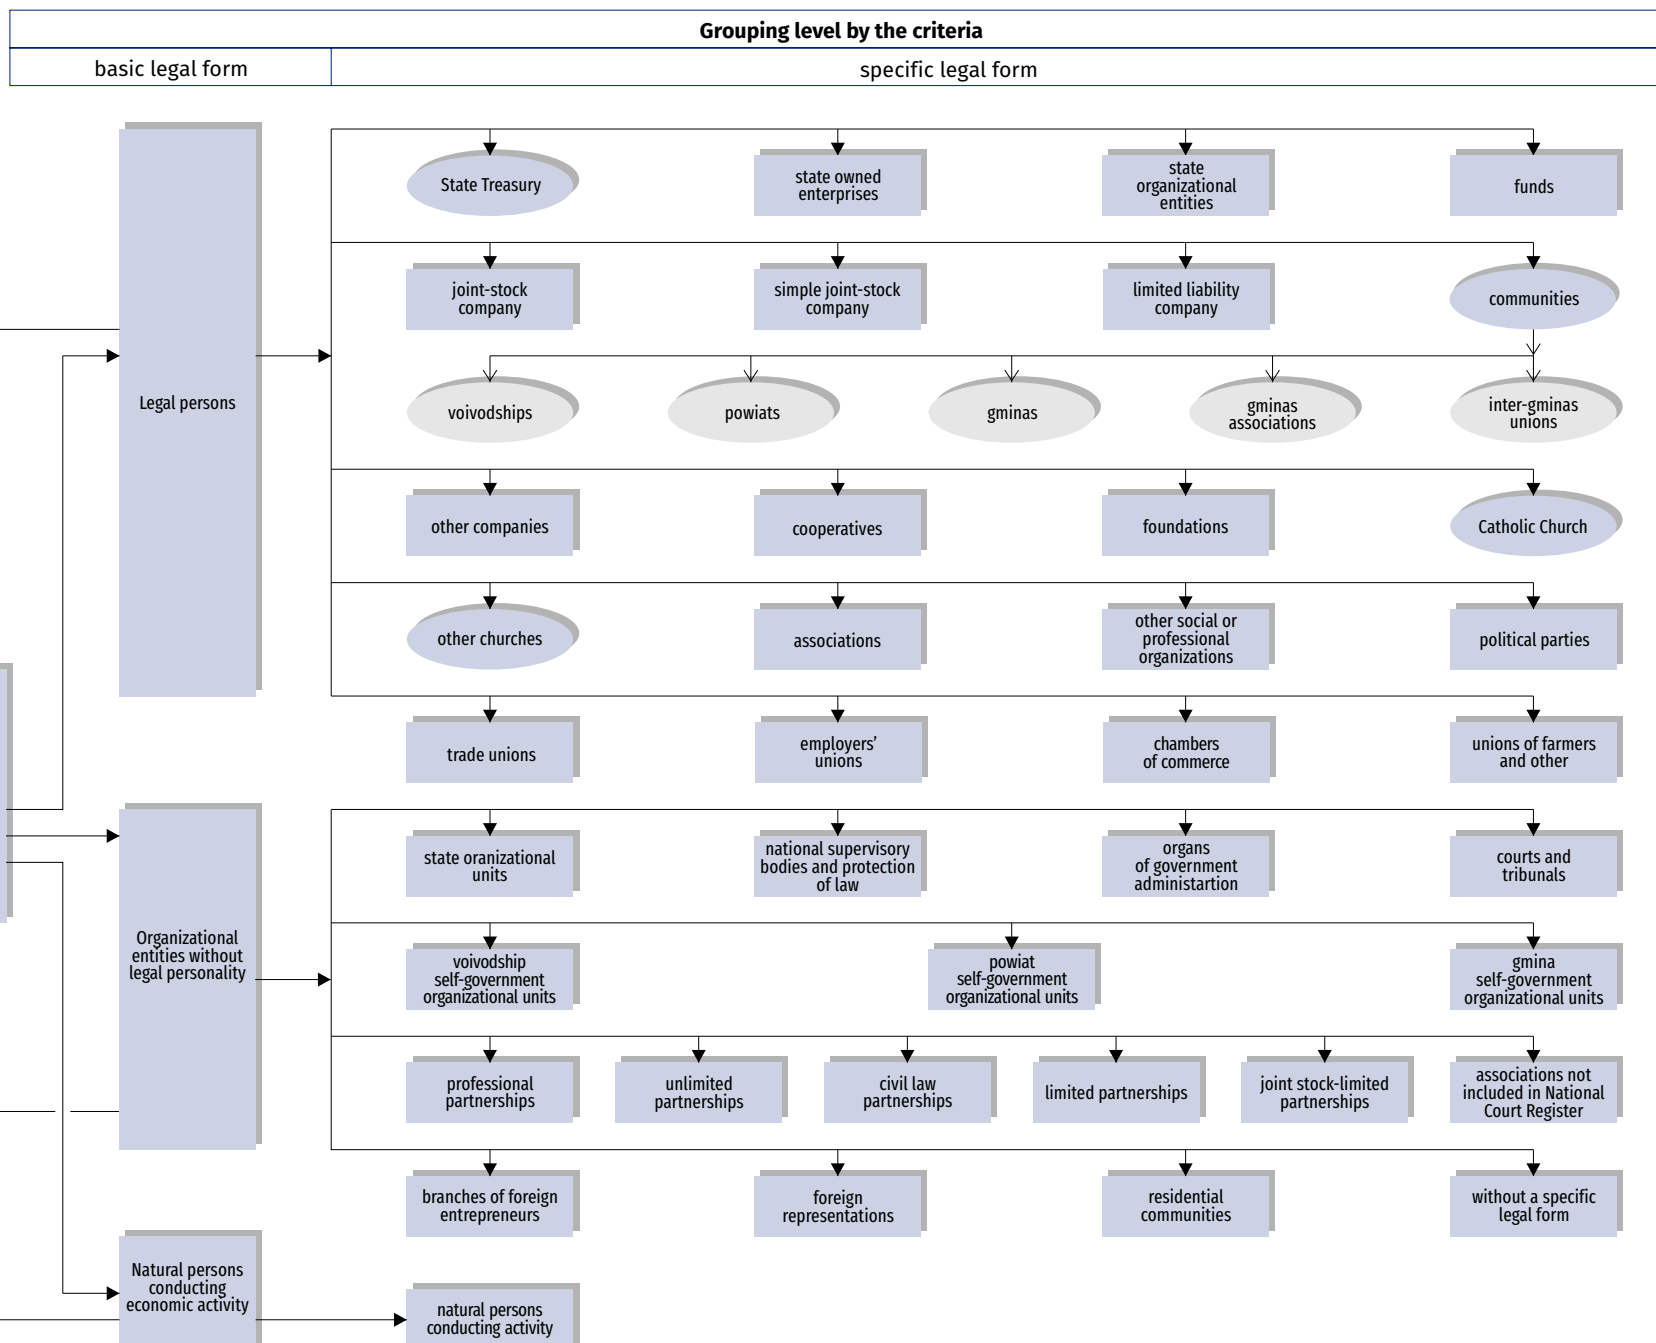 Grouping level by the criteria
basic legal form
specific legal form
Legal persons
State Treasury
state owned
enterprises
state
organizational
entities
funds
joint-stock
company
simple joint-stock
company
limited liability
company
communities
voivodships
powiats
gminas
gminas
associations
inter-gminas
unions
other companies
cooperatives
foundations
Catholic Church
other churches
associations
other social or
professional
organizations
political parties
trade unions
employers’
unions
chambers
of commerce
unions of farmers
and other
Organizational
entities without
legal personality
state oranizational
units
national supervisory
bodies and protection
of law
organs
of government
administartion
courts and
tribunals
voivodship
self-government
organizational units
powiat
self-government
organizational units
gmina
self-government
organizational units
professional
partnerships
unlimited
partnerships
civil law
partnerships
limited partnerships
joint stock-limited
partnerships
associations not
included in National
Court Register
branches of foreign
entrepreneurs
foreign
representations
residential
communities
without a specific
legal form
Natural persons
conducting
economic activity
natural persons
conducting activity